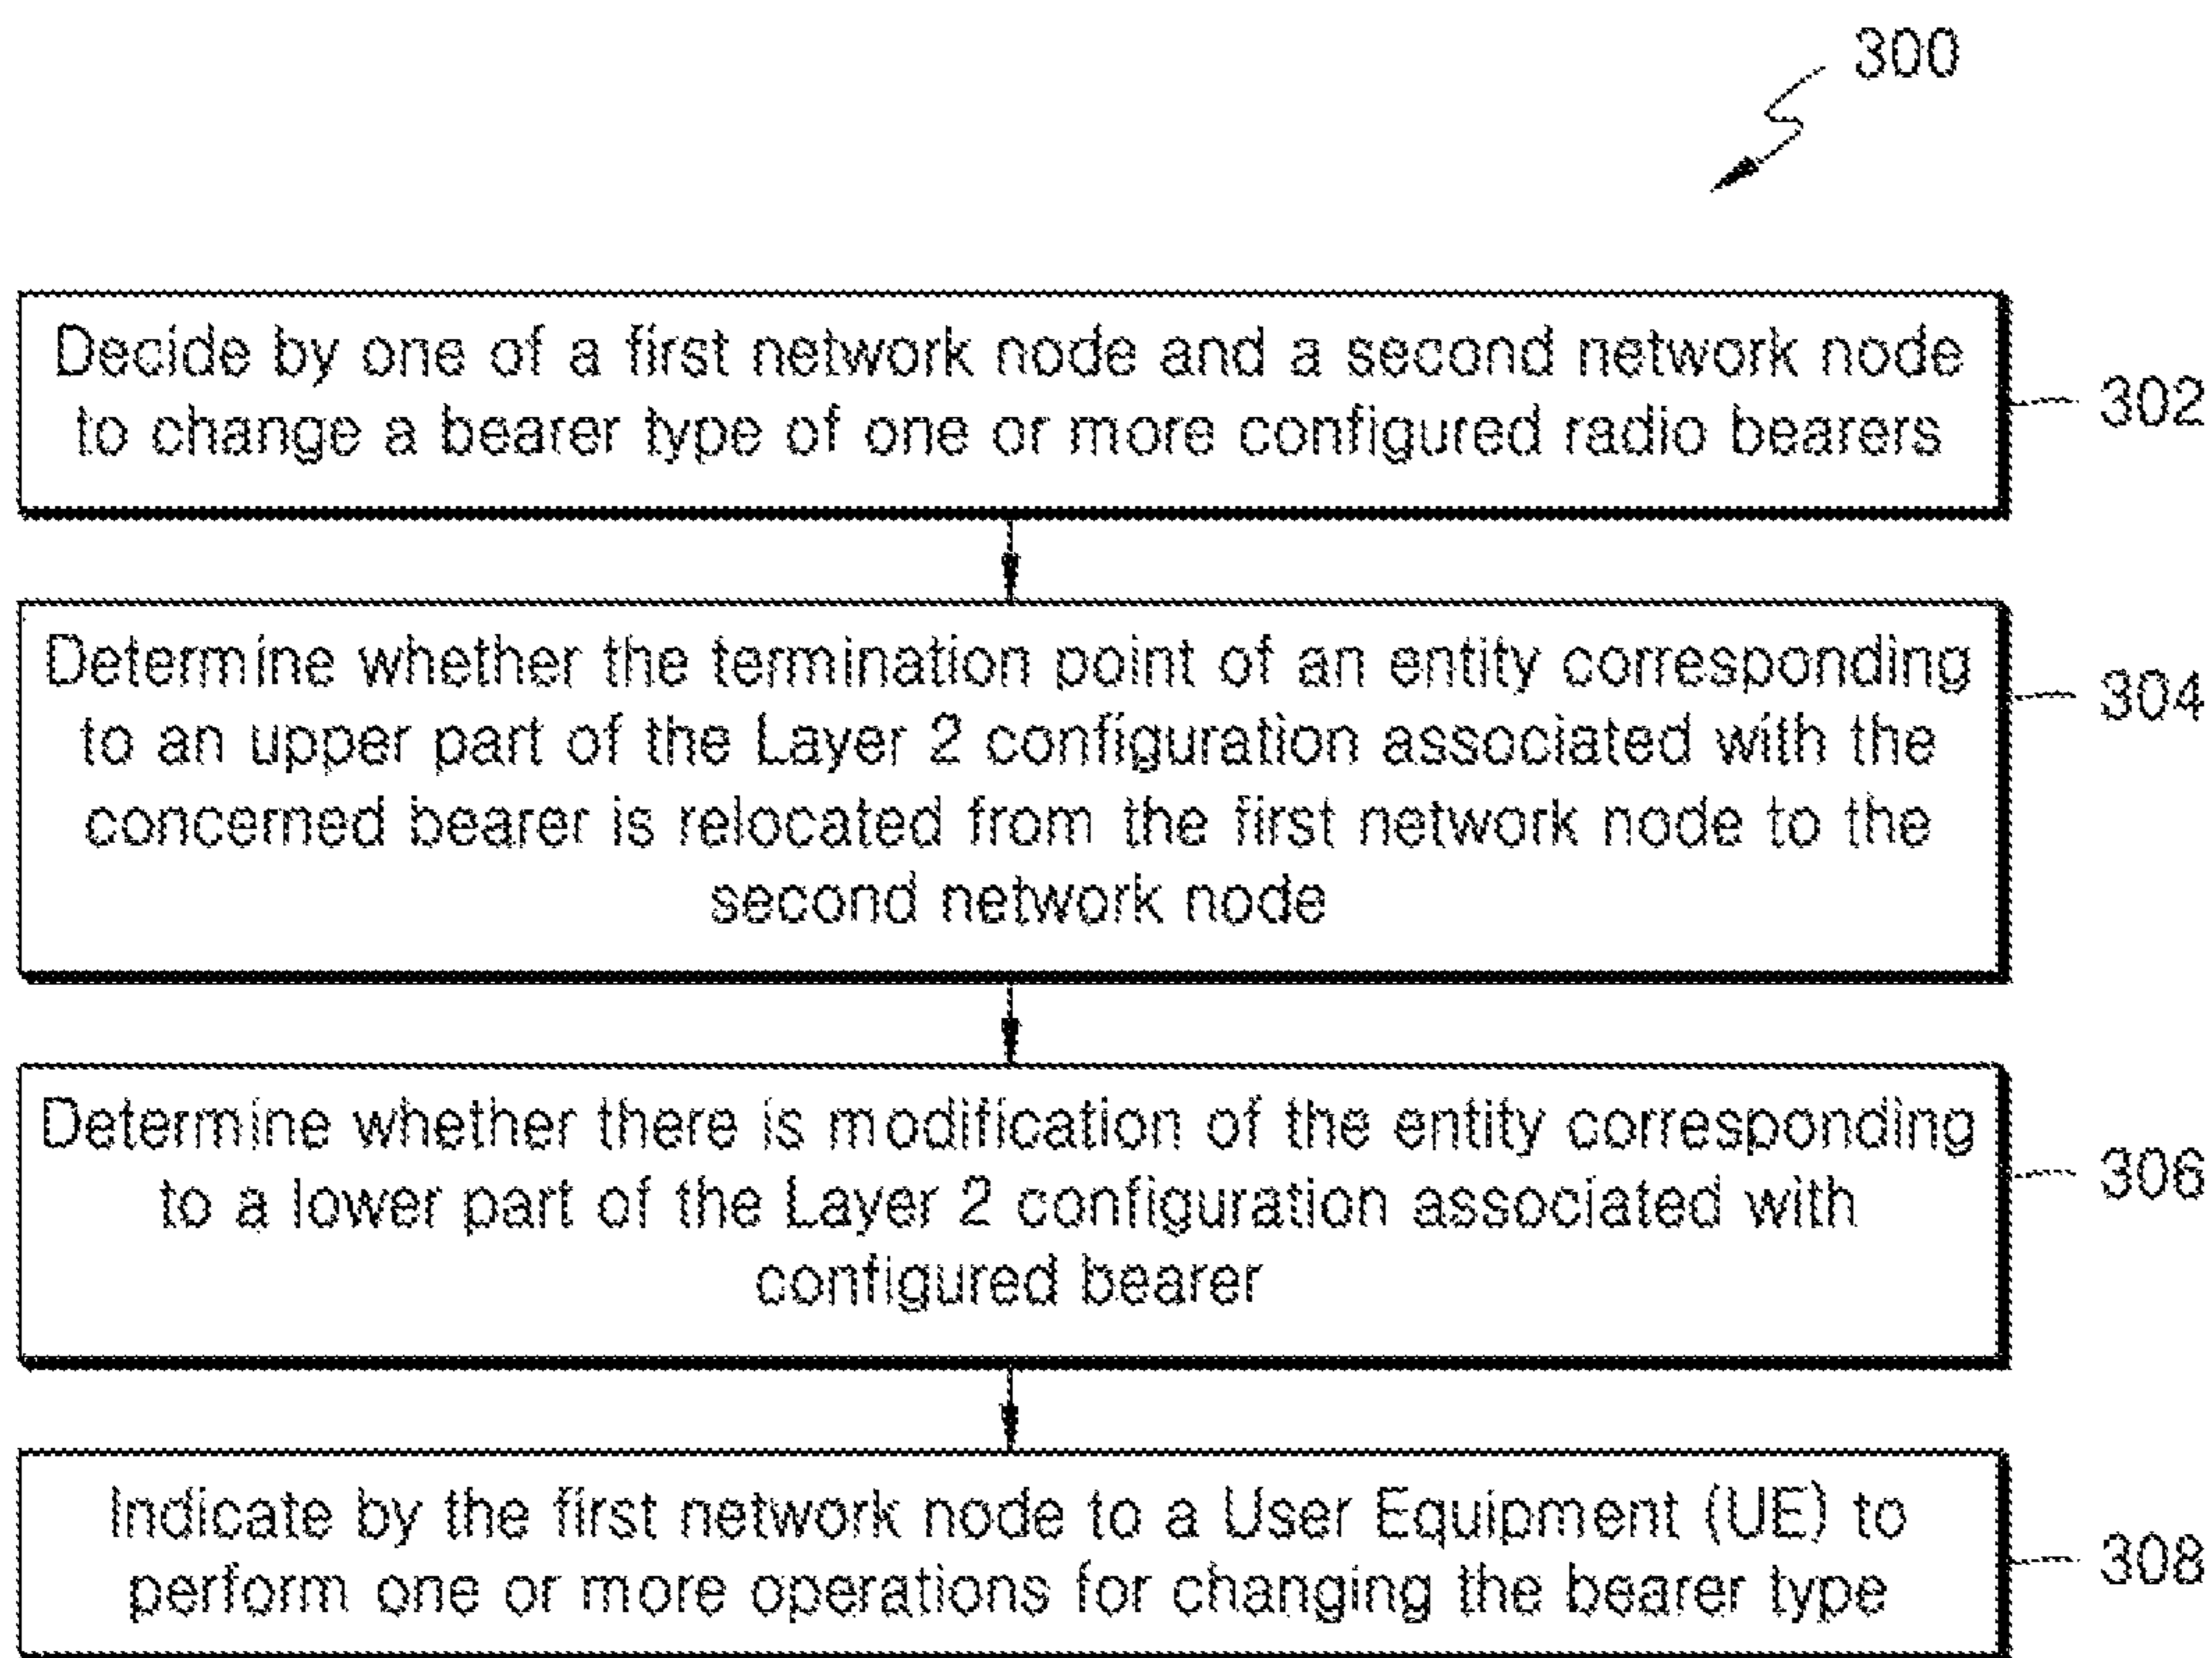 300
Decide by one of a first network node and a second network node
to change a bearer type of one or more configured radio bearers
302
Determine whether the termination point of an entity corresponding
to an upper part of the Layer 2 configuration associated with the
concerned bearer is relocated from the first network node to the
second network node
304
Determine whether there is modification of the entity corresponding
to a lower part of the Layer 2 configuration associated with
configured bearer
306
Indicate by the first network node to a User Equipment (UE) to
perform one or more operations for changing the bearer type
308